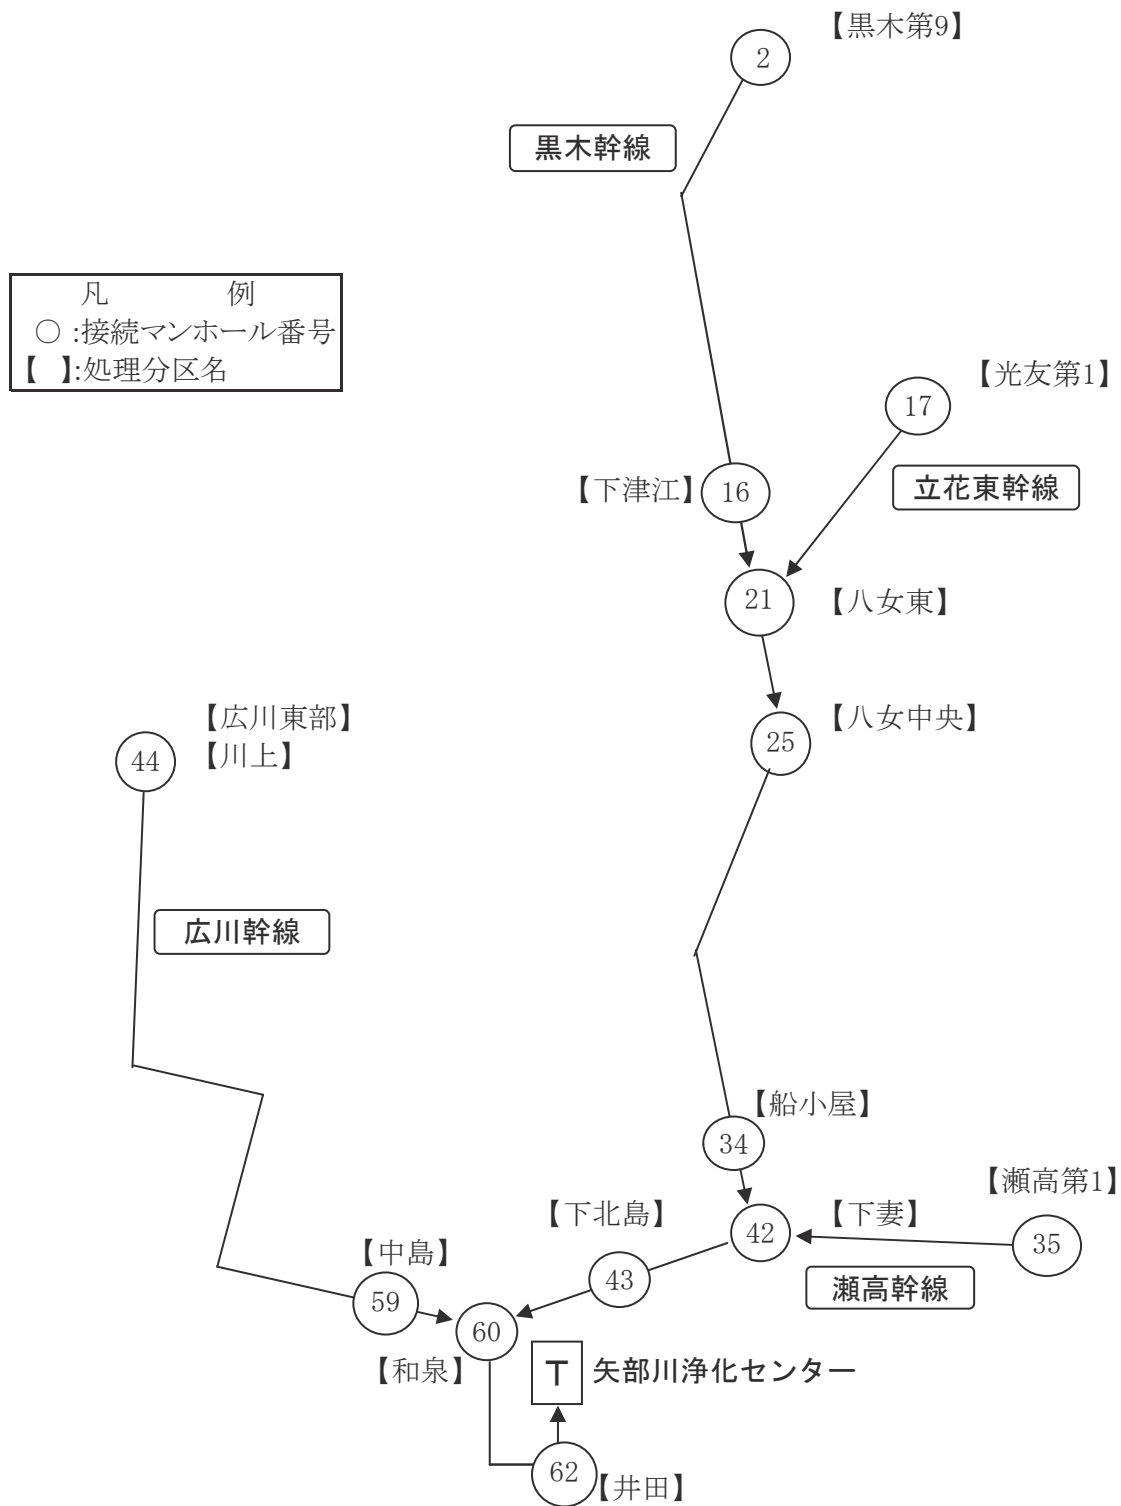 【黒木第9】
2
黒木幹線
凡　例
○ :接続マンホール番号
【 】:処理分区名
【光友第1】
17
立花東幹線
【下津江】
16
21
【八女東】
【八女中央】
25
【広川東部】
【川上】
44
広川幹線
【船小屋】
34
【瀬高第1】
【下妻】
35
【下北島】
42
瀬高幹線
【中島】
43
59
60
【和泉】
T
矢部川浄化センター
62
【井田】